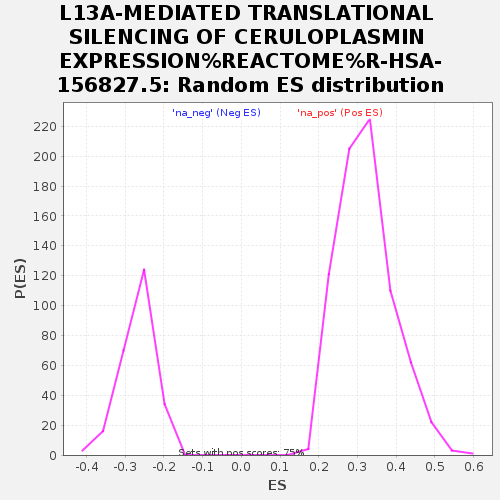 L13A-MEDIATED TRANSLATIONAL
SILENCING OF CERULOPLASMIN
EXPRESSION%REACTOME%R-HSA-
156827.5: Random ES distribution
'na_neg' (Neg ES) 'na_pos' (Pos ES)
220
200
180
160
140
120
100
80
60
40
20
0
P(ES)
Sets with pos scores: 75%
-0.4 -0.3 -0.2 -0.1 0.0 0.1 0.2 0.3 0.4 0.5 0.6
ES